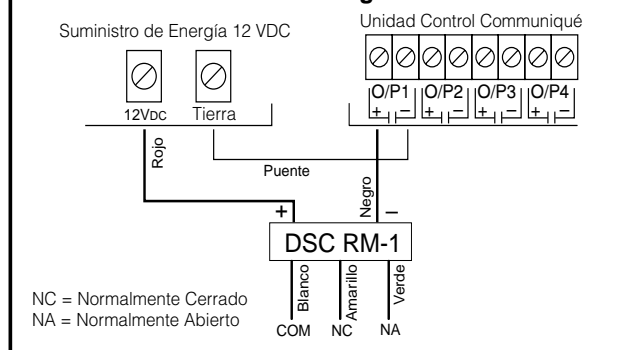 Suministro de Energía 12 VDC
Unidad Control Communiqué
O/P1 O/P2 O/P3 O/P4
+ – + – + – + –
12VDC Tierra
Rojo
Puente
Negro
+ –
DSC RM-1
Blanco
Amarillo
Verde
NC = Normalmente Cerrado
NA = Normalmente Abierto
COM NC NA